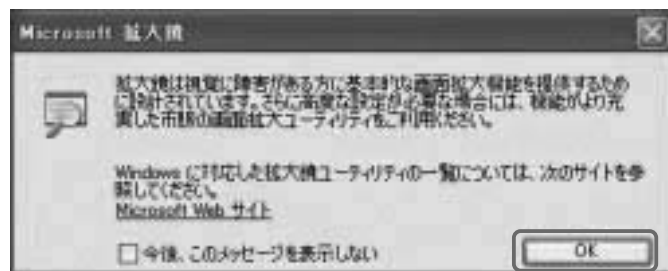 Microsoft 拡大鏡
拡大鏡は視覚に障害がある方に基本的な画面拡大機能を提供するため
に設計されています。さらに高度な設定が必要な場合には、機能がより充
実した市販の画面拡大ユーティリティをご利用ください。
Windows に対応した拡大鏡ユーティリティの一覧については、次のサイトを参
照してください。
Microsoft Web サイト
今後、このメッセージを表示しない
OK